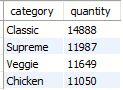 category quantity
Classic 14888
Supreme 11987
Veggie 11649
Chicken 11050